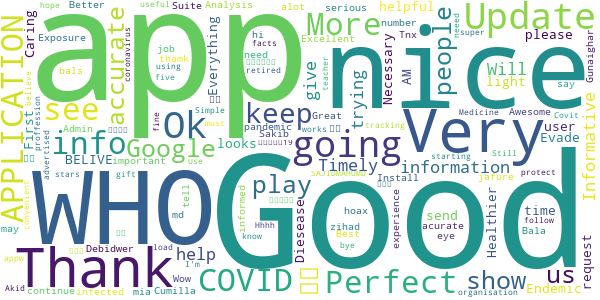 app
nice
WHO
Good
Very
Thank
going
More
Update
Ok
info
keep
Google
play
COVID
Perfect
show
us
see
APPLICATION
accurate
people
Will
Timely
information
Informative
help
give
trying
Necessary
please
light
user
Evade
time
send
Healthier
request
Endemic
Bala
Diesease
hoax
zihad
acurate
eye
AM
Tnx
number
serious
helpful
Better
Suite
Analysis
alot
useful
hope
Exposure
Caring
job
thank
using
five
Everything
hi
need
Excellent
facts
retired
coronavirus
bals
First
Admin
Simple
fine
Great
pandemic
Sakib
works
looks
BELIVE
important
use
advertised
proffession
believe
stars
gift
tell
informed
know
Hhhh
bye
experience
Install
jafure
Best
tracking
Still
starting
protect
follow
organisation
say
Covit
Medicine
Awesome
super
teacher
must
Gunaighar
may
continue
infected
mia
Cumilla
md
Debidwer
load
I'm
Wow
Akid
appw
convenient